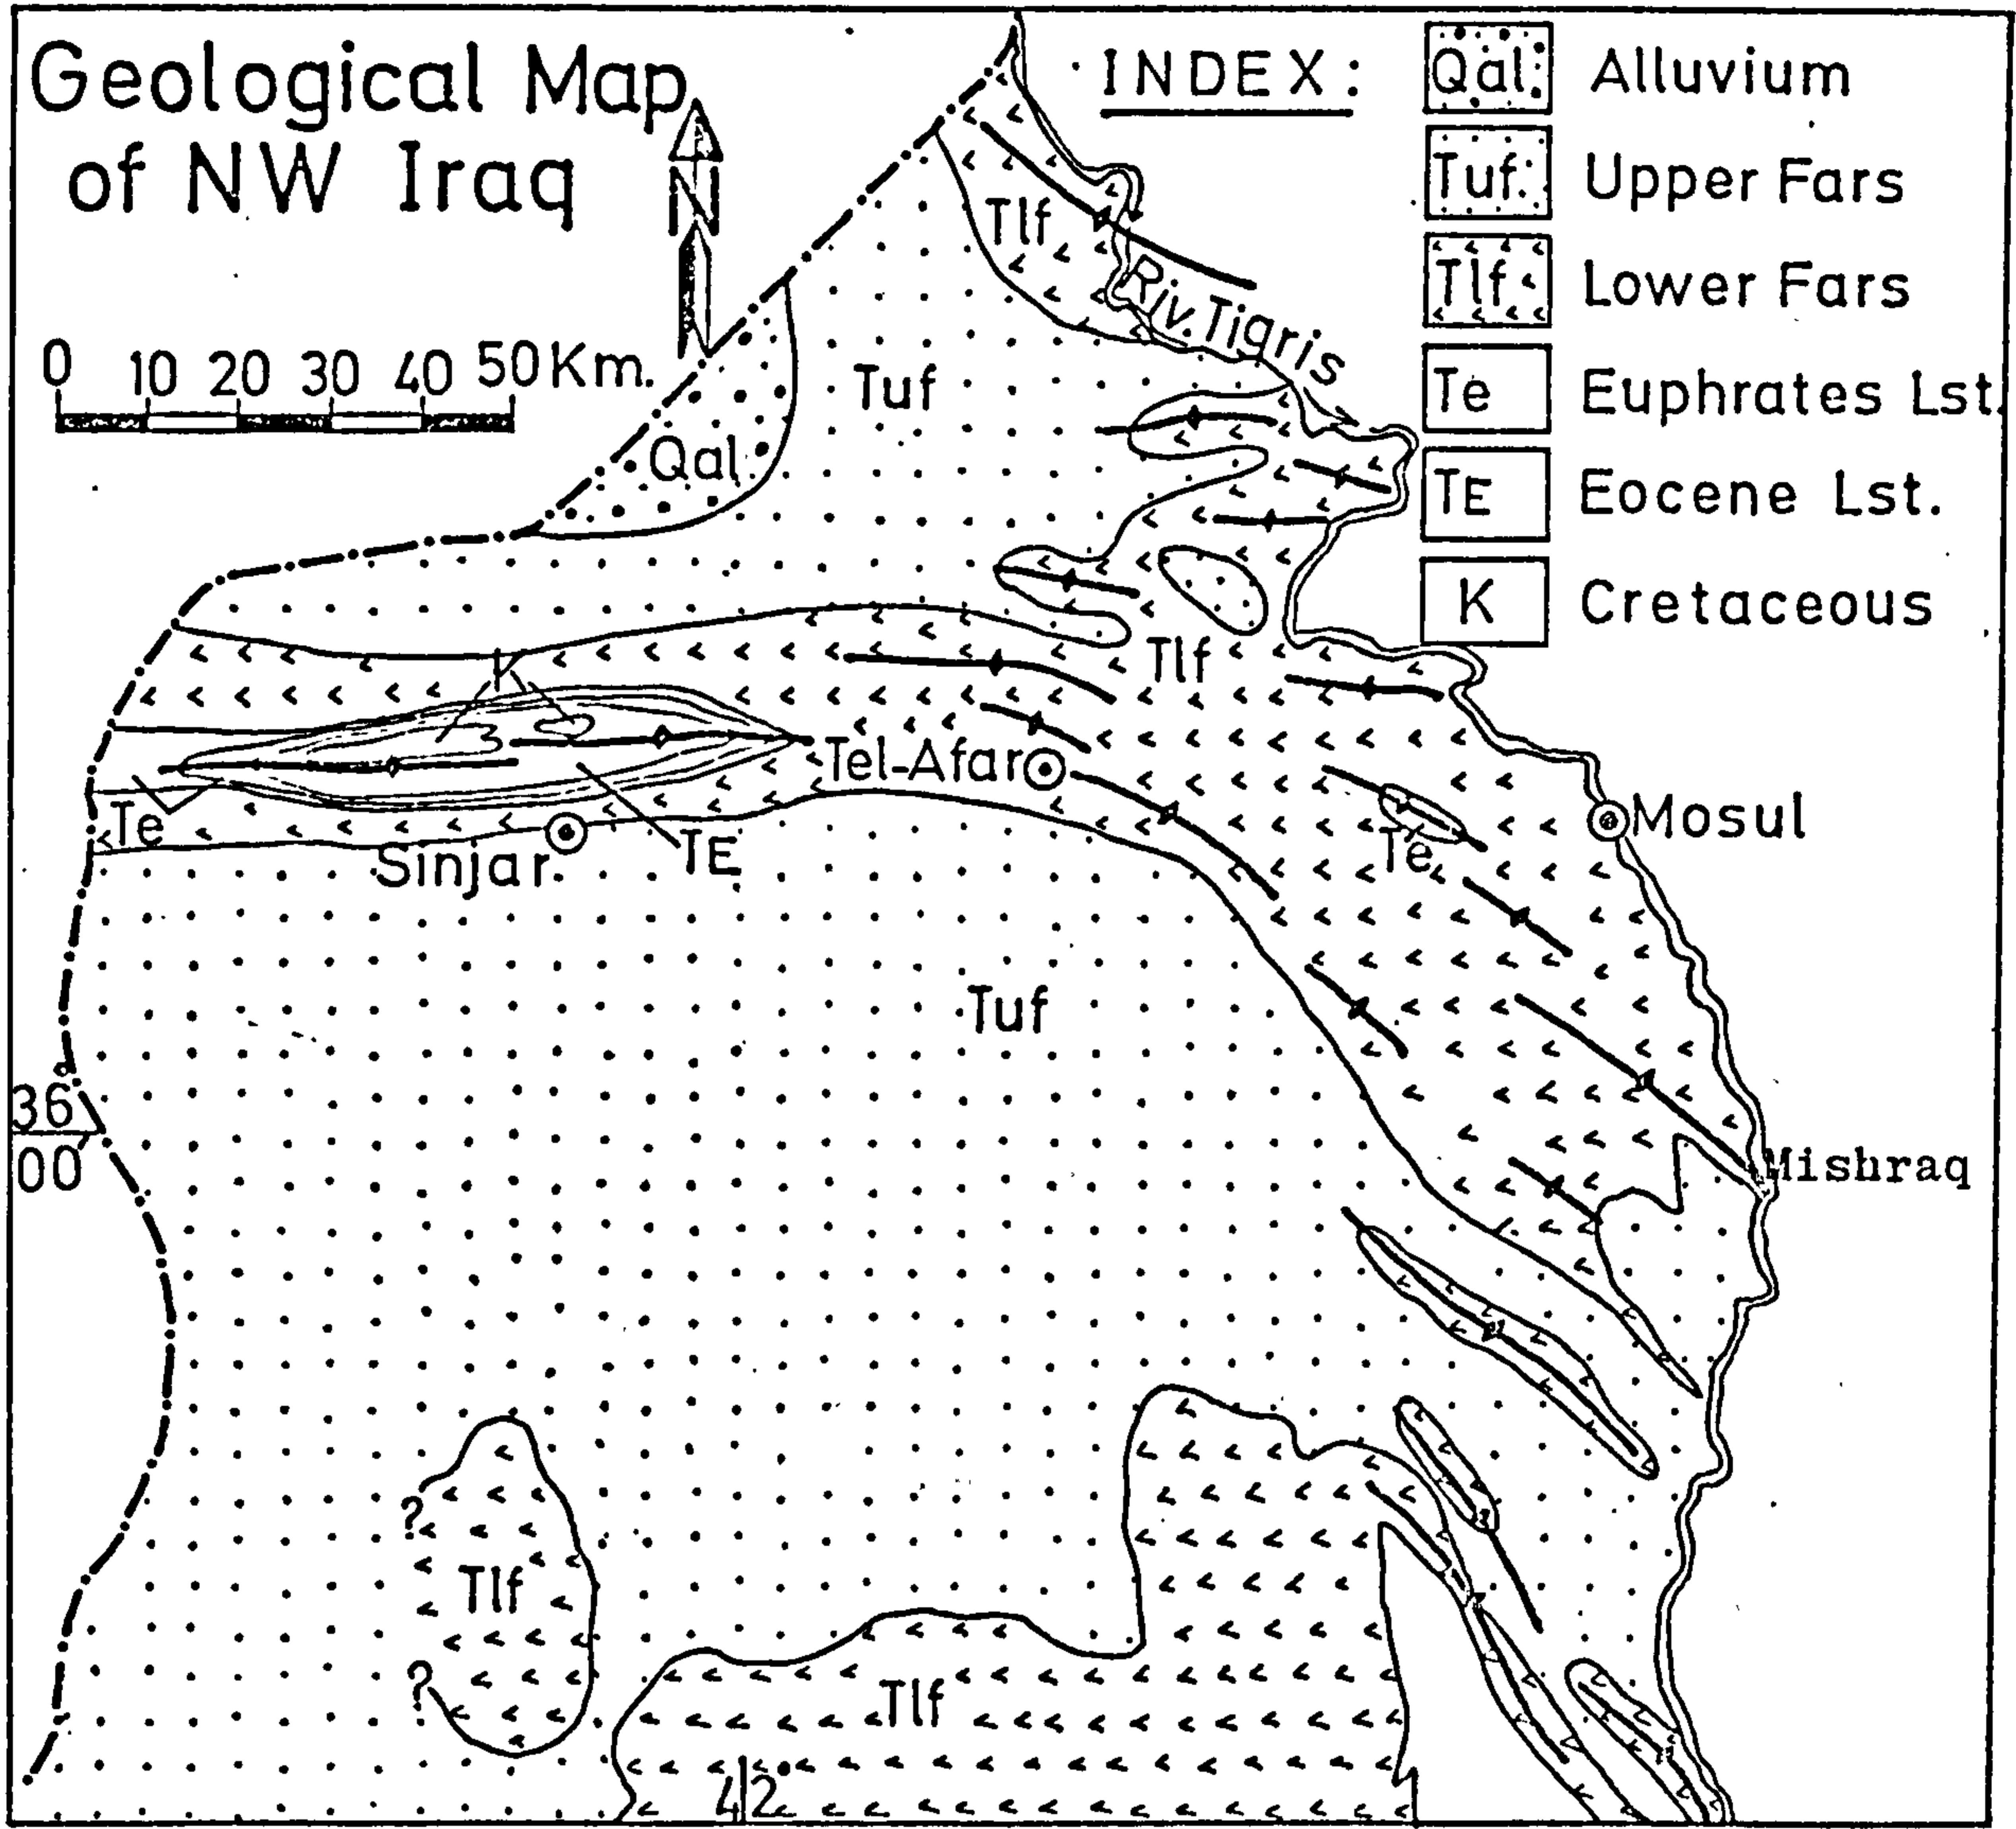 Geological Map
of NW Iraq
N
0 10 20 30 40 50 Km.
INDEX:
Qal Alluvium
Tuf Upper Fars
Tlf Lower Fars
Te Euphrates Lst.
TE Eocene Lst.
K Cretaceous
Tlf
Riv. Tigris
Tuf
Qal
K
Tlf
Tel-Afar
Te
Sinjar
TE
Te
Mosul
Tuf
36°
00'
Mishraq
?
Tlf
?
Tlf
42°